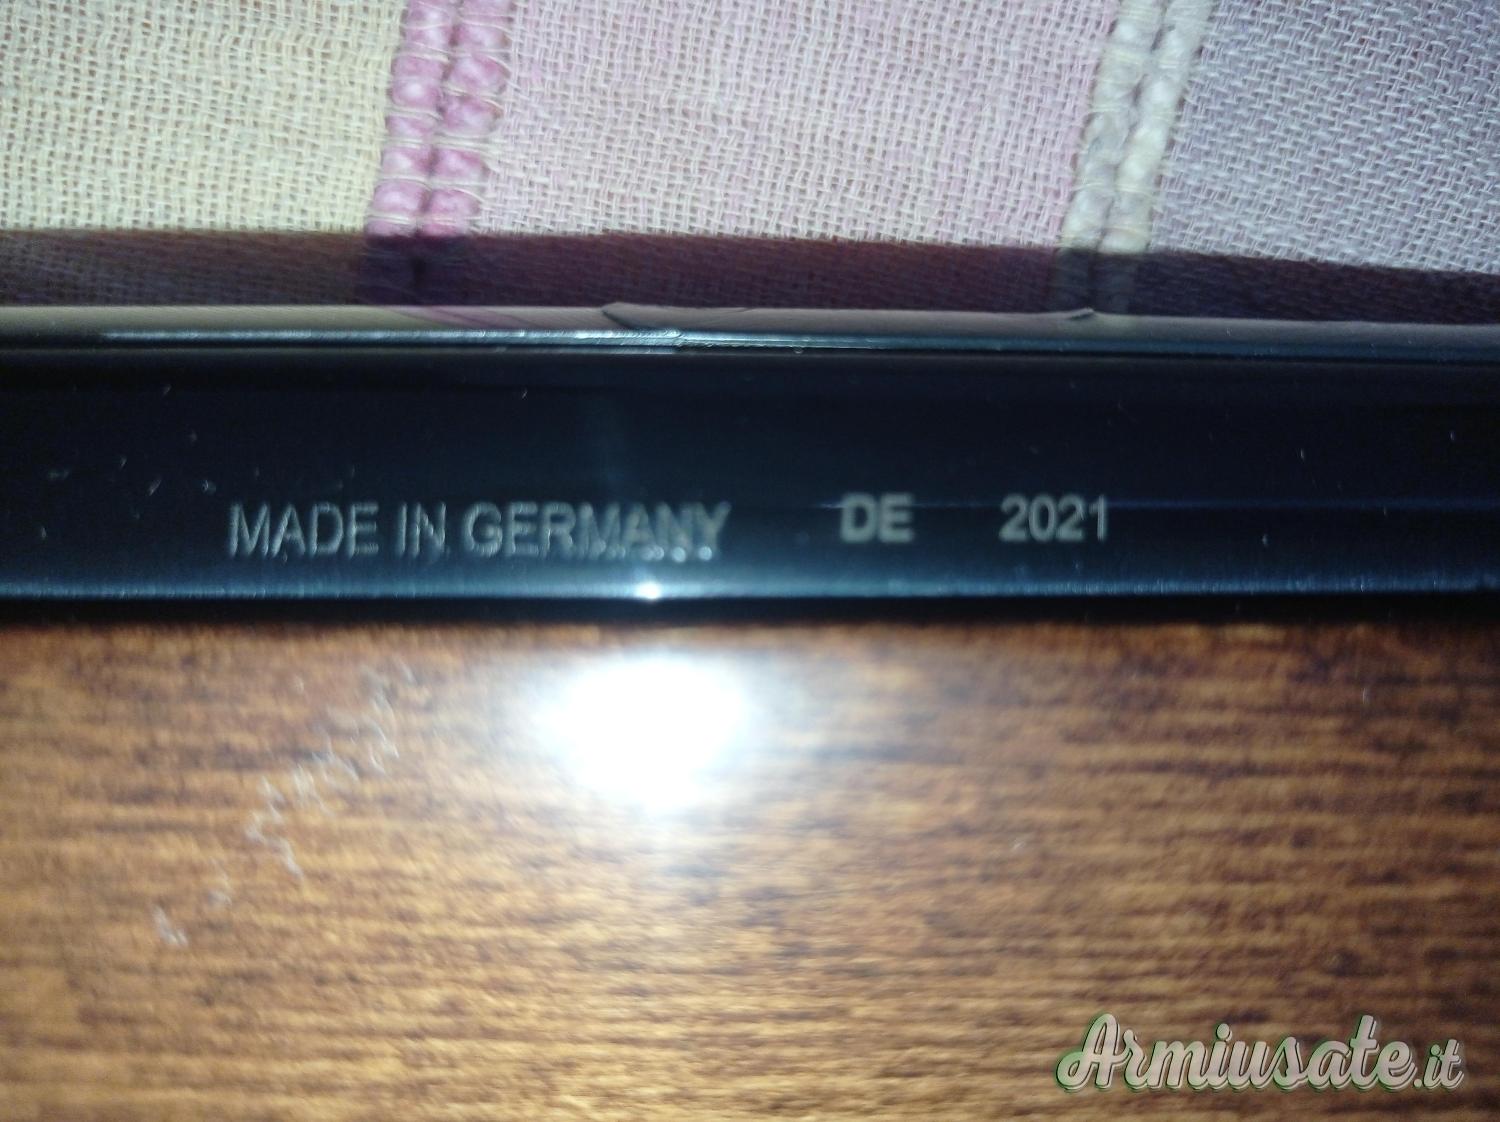 MADE IN GERMANY DE 2021
Armiusate.it